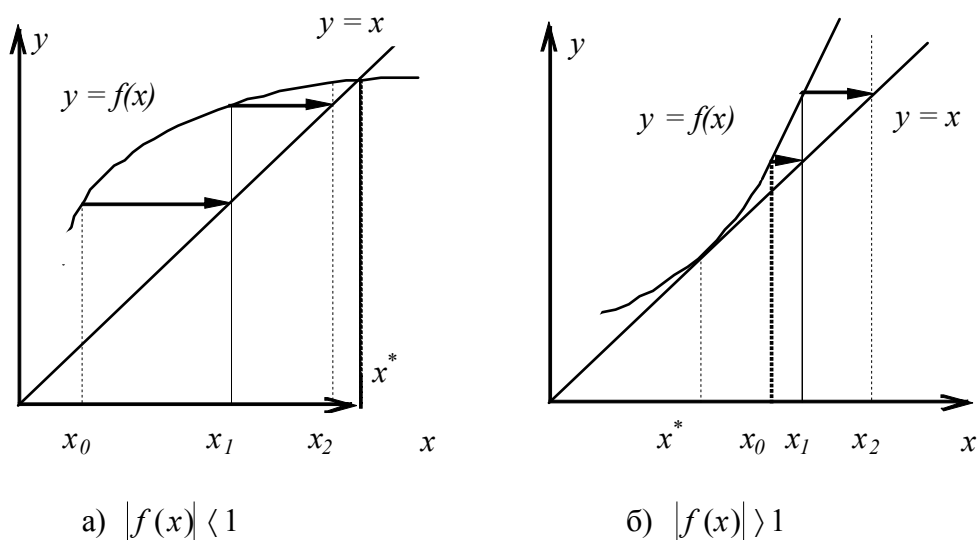 y
y = x
y = f(x)
x*
x₀
x₁
x₂
x
а) |f(x)| ⟨ 1
y
y = f(x)
y = x
x*
x₀
x₁
x₂
x
б) |f(x)| ⟩ 1